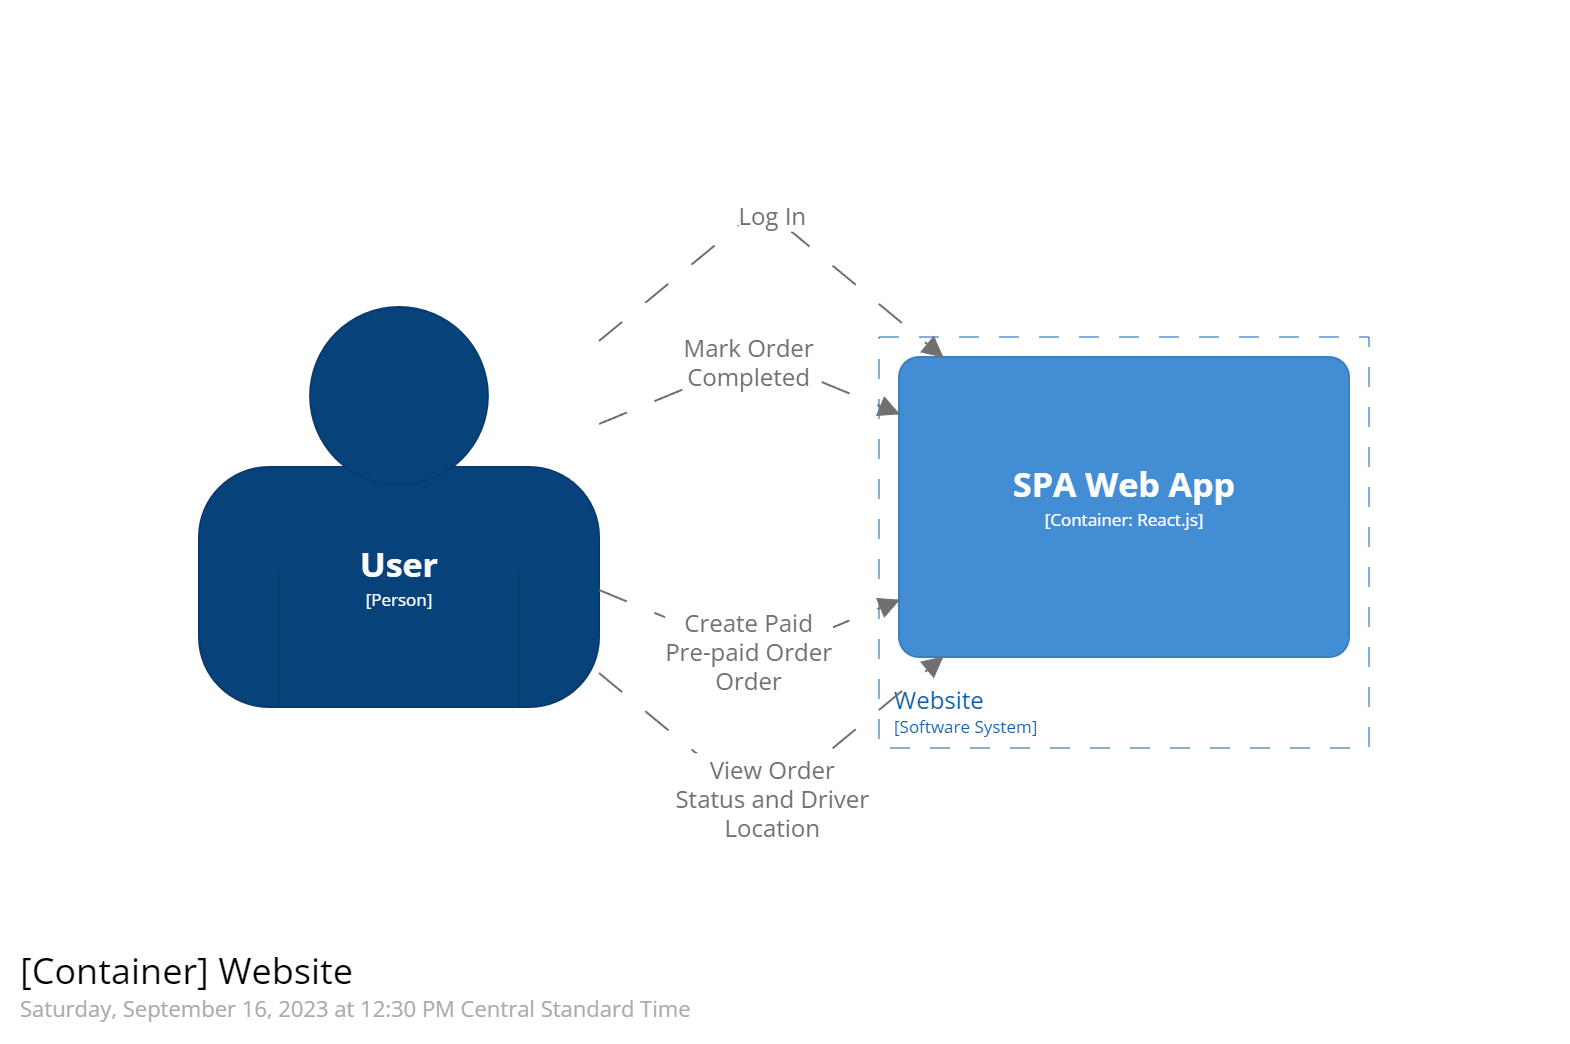 Log In
Mark Order
Completed
SPA Web App
[Container: React.js]
User
[Person]
Create Paid
Pre-paid Order
Order
Website
[Software System]
View Order
Status and Driver
Location
[Container] Website
Saturday, September 16, 2023 at 12:30 PM Central Standard Time